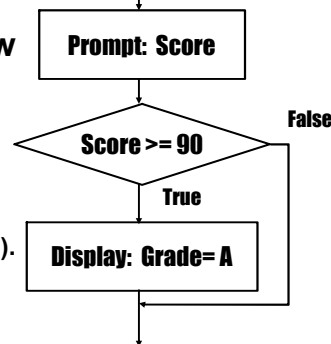 w
Prompt: Score
Score >= 90
False
True
).
Display: Grade= A